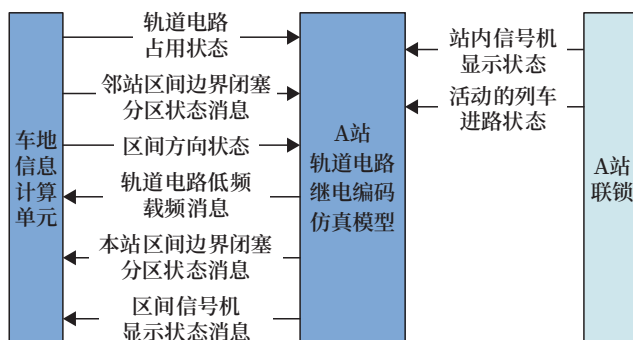 车地
信息
计算
单元
轨道电路
占用状态
邻站区间边界闭塞
分区状态消息
区间方向状态
轨道电路低频
载频消息
本站区间边界闭塞
分区状态消息
区间信号机
显示状态消息
A站
轨道电路
继电编码
仿真模型
站内信号机
显示状态
活动的列车
进路状态
A站
联锁